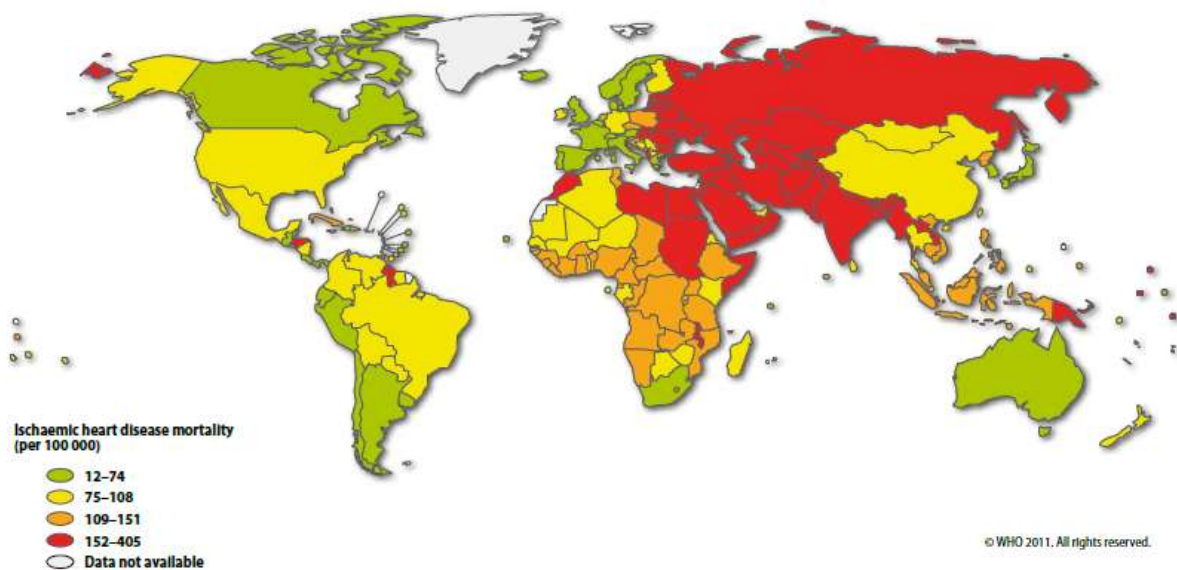 Ischaemic heart disease mortality
(per 100 000)
12–74
75–108
109–151
152–405
Data not available
© WHO 2011. All rights reserved.